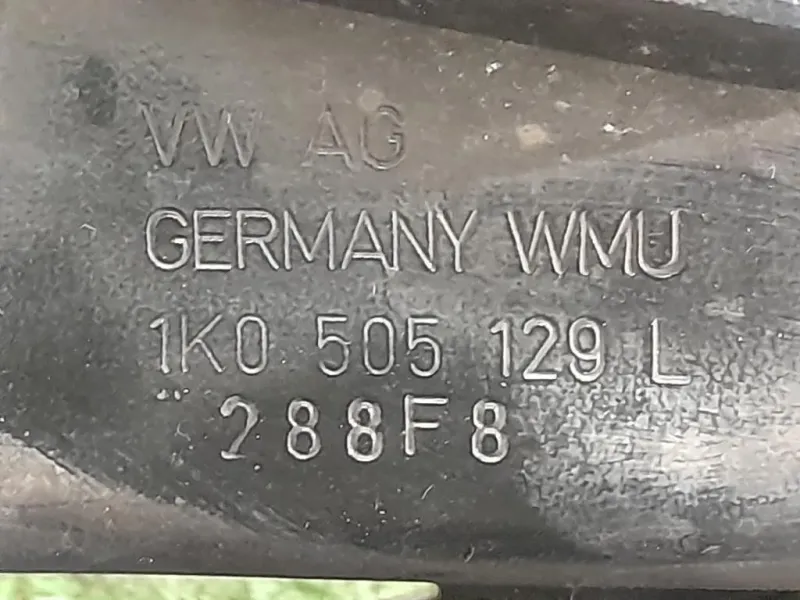 VW AG
GERMANY WMU
1K0 505 129 L
288F8